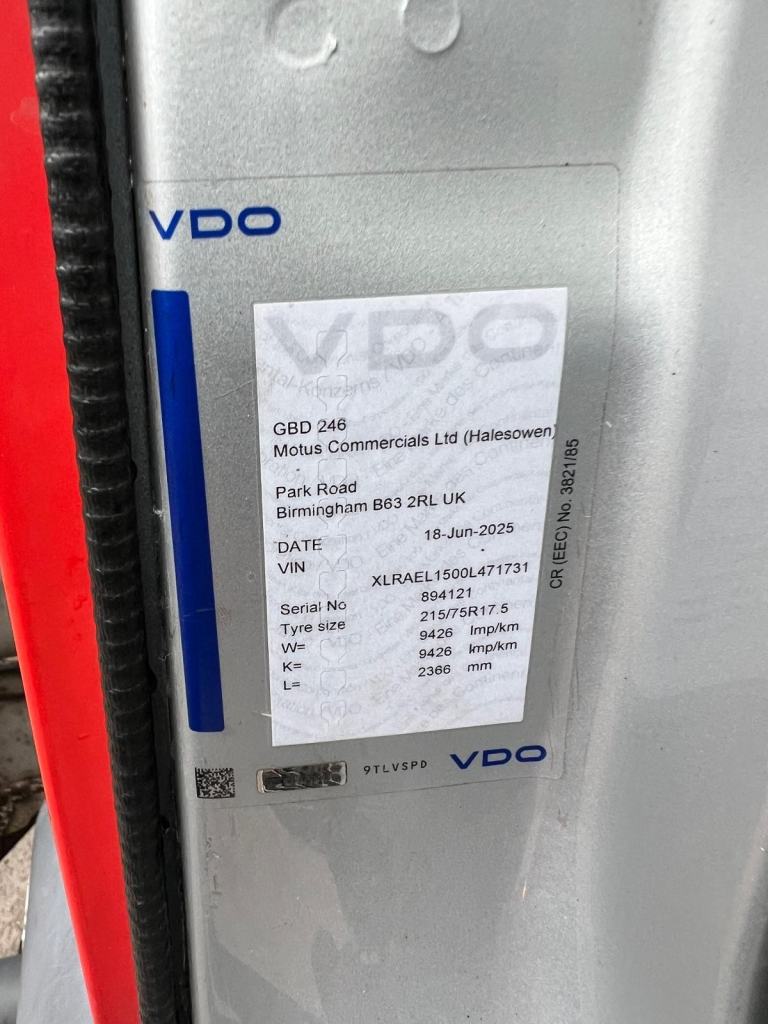 VDO
VDO
GBD 246
Motus Commercials Ltd (Halesowen)
Park Road
Birmingham B63 2RL UK
DATE 18-Jun-2025
VIN
XLRAEL1500L471731
Serial No 894121
Tyre size 215/75R17.5
W= 9426 Imp/km
K= 9426 Imp/km
L= 2366 mm
CR (EEC) No. 3821/85
9TLVSPD
VDO